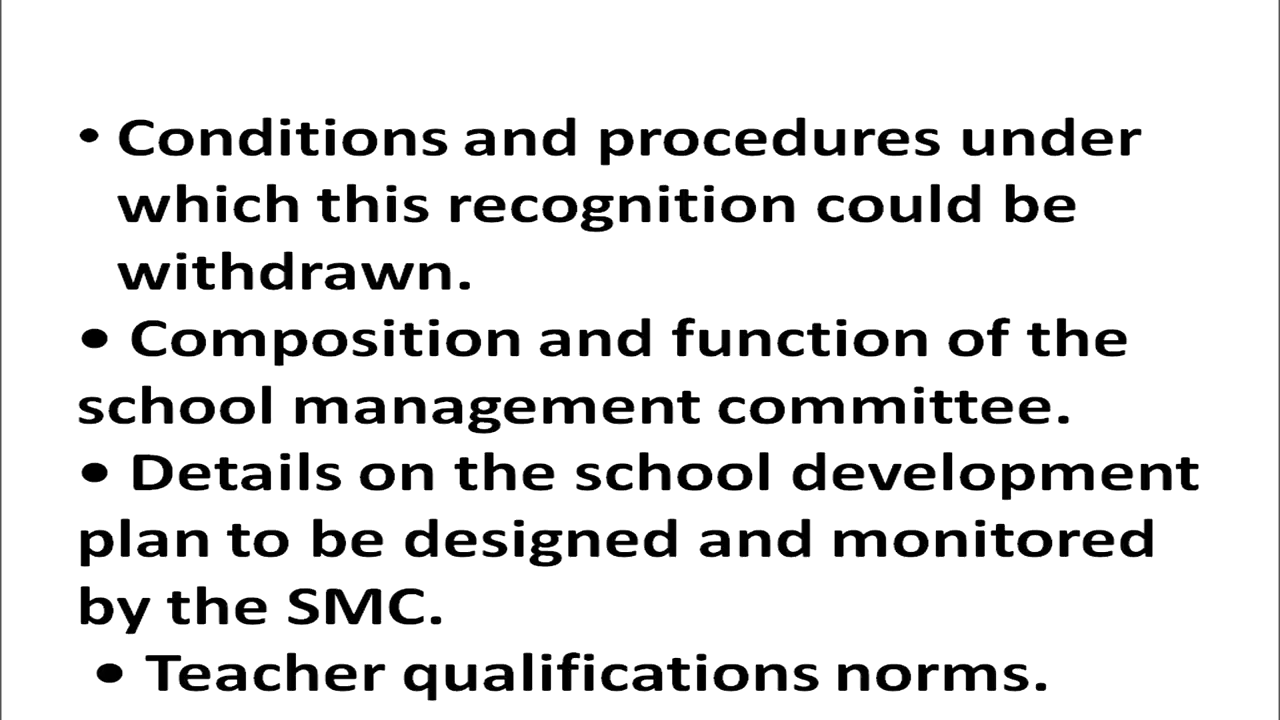 • Conditions and procedures under
which this recognition could be
withdrawn.
• Composition and function of the
school management committee.
• Details on the school development
plan to be designed and monitored
by the SMC.
• Teacher qualifications norms.